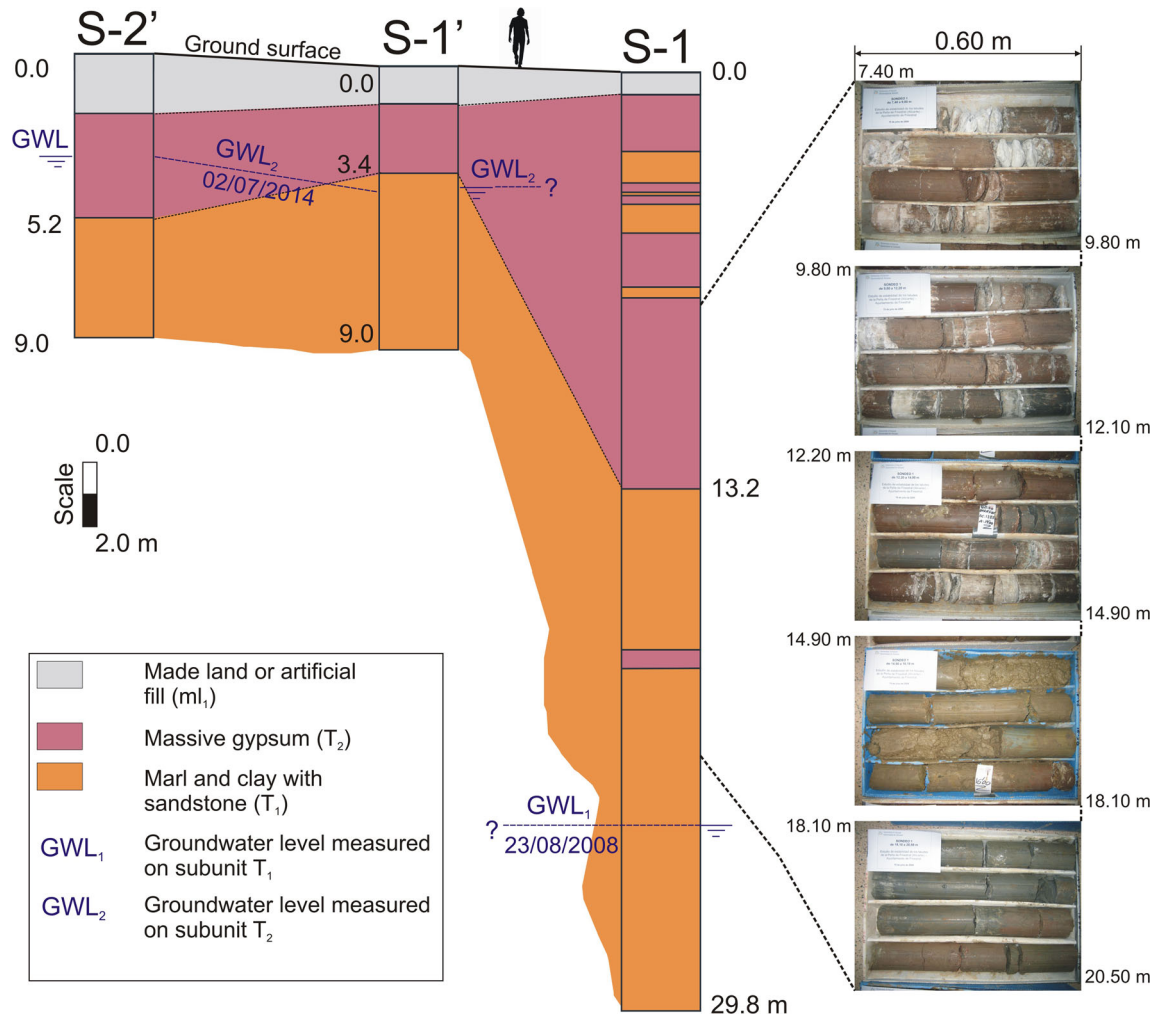 S-2’
Ground surface
S-1’
S-1
0.0
0.0
0.0
GWL
GWL2
02/07/2014
3.4
GWL2
?
5.2
9.0
9.0
0.0
Scale
2.0 m
13.2
GWL1
?
23/08/2008
29.8 m
Made land or artificial
fill (ml1)
Massive gypsum (T2)
Marl and clay with
sandstone (T1)
GWL1
Groundwater level measured
on subunit T1
GWL2
Groundwater level measured
on subunit T2
0.60 m
7.40 m
9.80 m
9.80 m
12.10 m
12.20 m
14.90 m
14.90 m
18.10 m
18.10 m
20.50 m